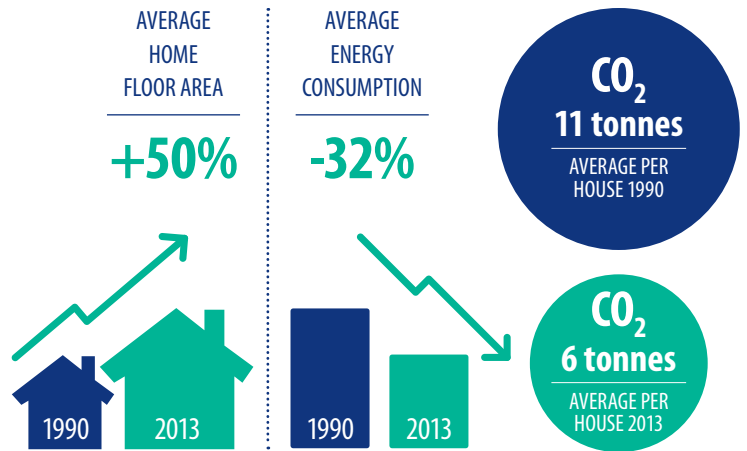 AVERAGE
HOME
FLOOR AREA
+50%
1990
2013
AVERAGE
ENERGY
CONSUMPTION
-32%
1990
2013
CO₂
11 tonnes
AVERAGE PER
HOUSE 1990
CO₂
6 tonnes
AVERAGE PER
HOUSE 2013